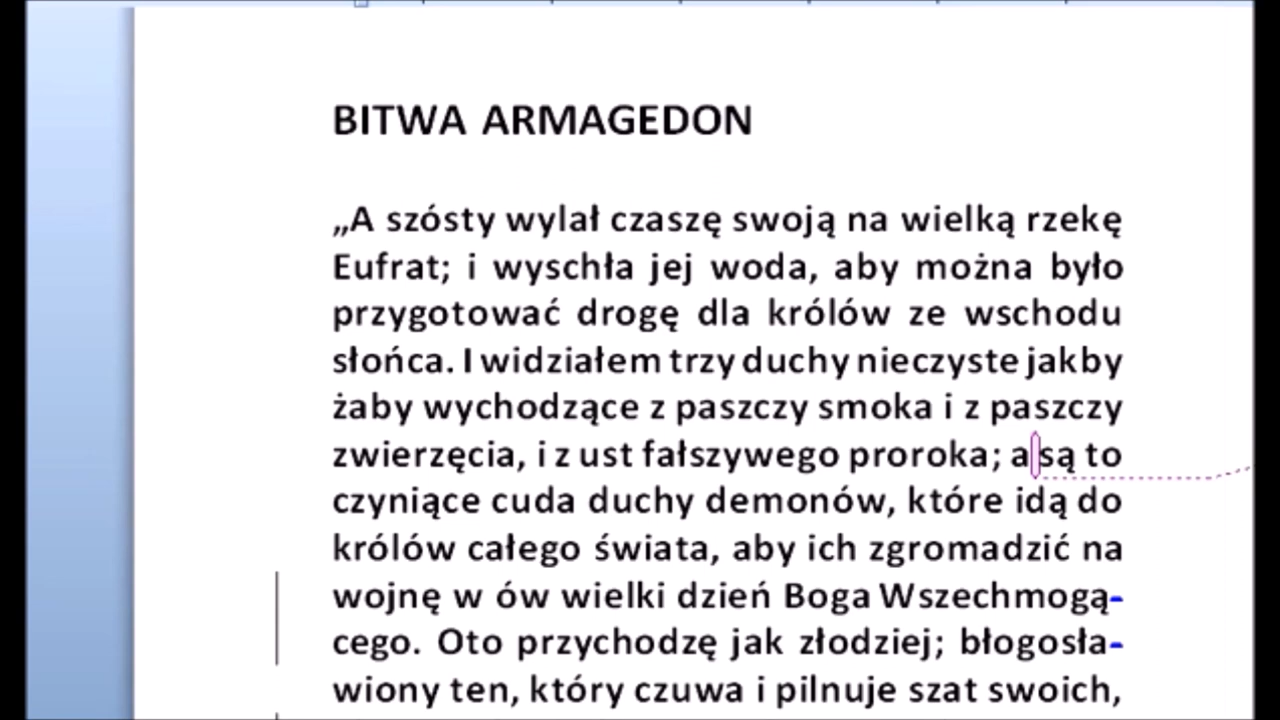 BITWA ARMAGEDON
„A szósty wylał czaszę swoją na wielką rzekę
Eufrat; i wyschła jej woda, aby można było
przygotować drogę dla królów ze wschodu
słońca. I widziałem trzy duchy nieczyste jakby
żaby wychodzące z paszczy smoka i z paszczy
zwierzęcia, i z ust fałszywego proroka; a są to
czyniące cuda duchy demonów, które idą do
królów całego świata, aby ich zgromadzić na
wojnę w ów wielki dzień Boga Wszechmogą-
cego. Oto przychodzę jak złodziej; błogosła-
wiony ten, który czuwa i pilnuje szat swoich,